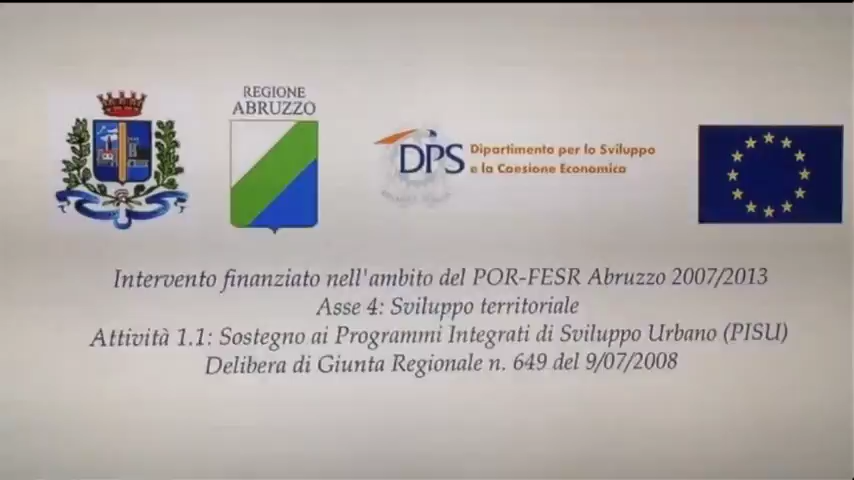 REGIONE
ABRUZZO
DPS
Dipartimento per lo Sviluppo
e la Coesione Economica
Intervento finanziato nell'ambito del POR-FESR Abruzzo 2007/2013
Asse 4: Sviluppo territoriale
Attività 1.1: Sostegno ai Programmi Integrati di Sviluppo Urbano (PISU)
Delibera di Giunta Regionale n. 649 del 9/07/2008